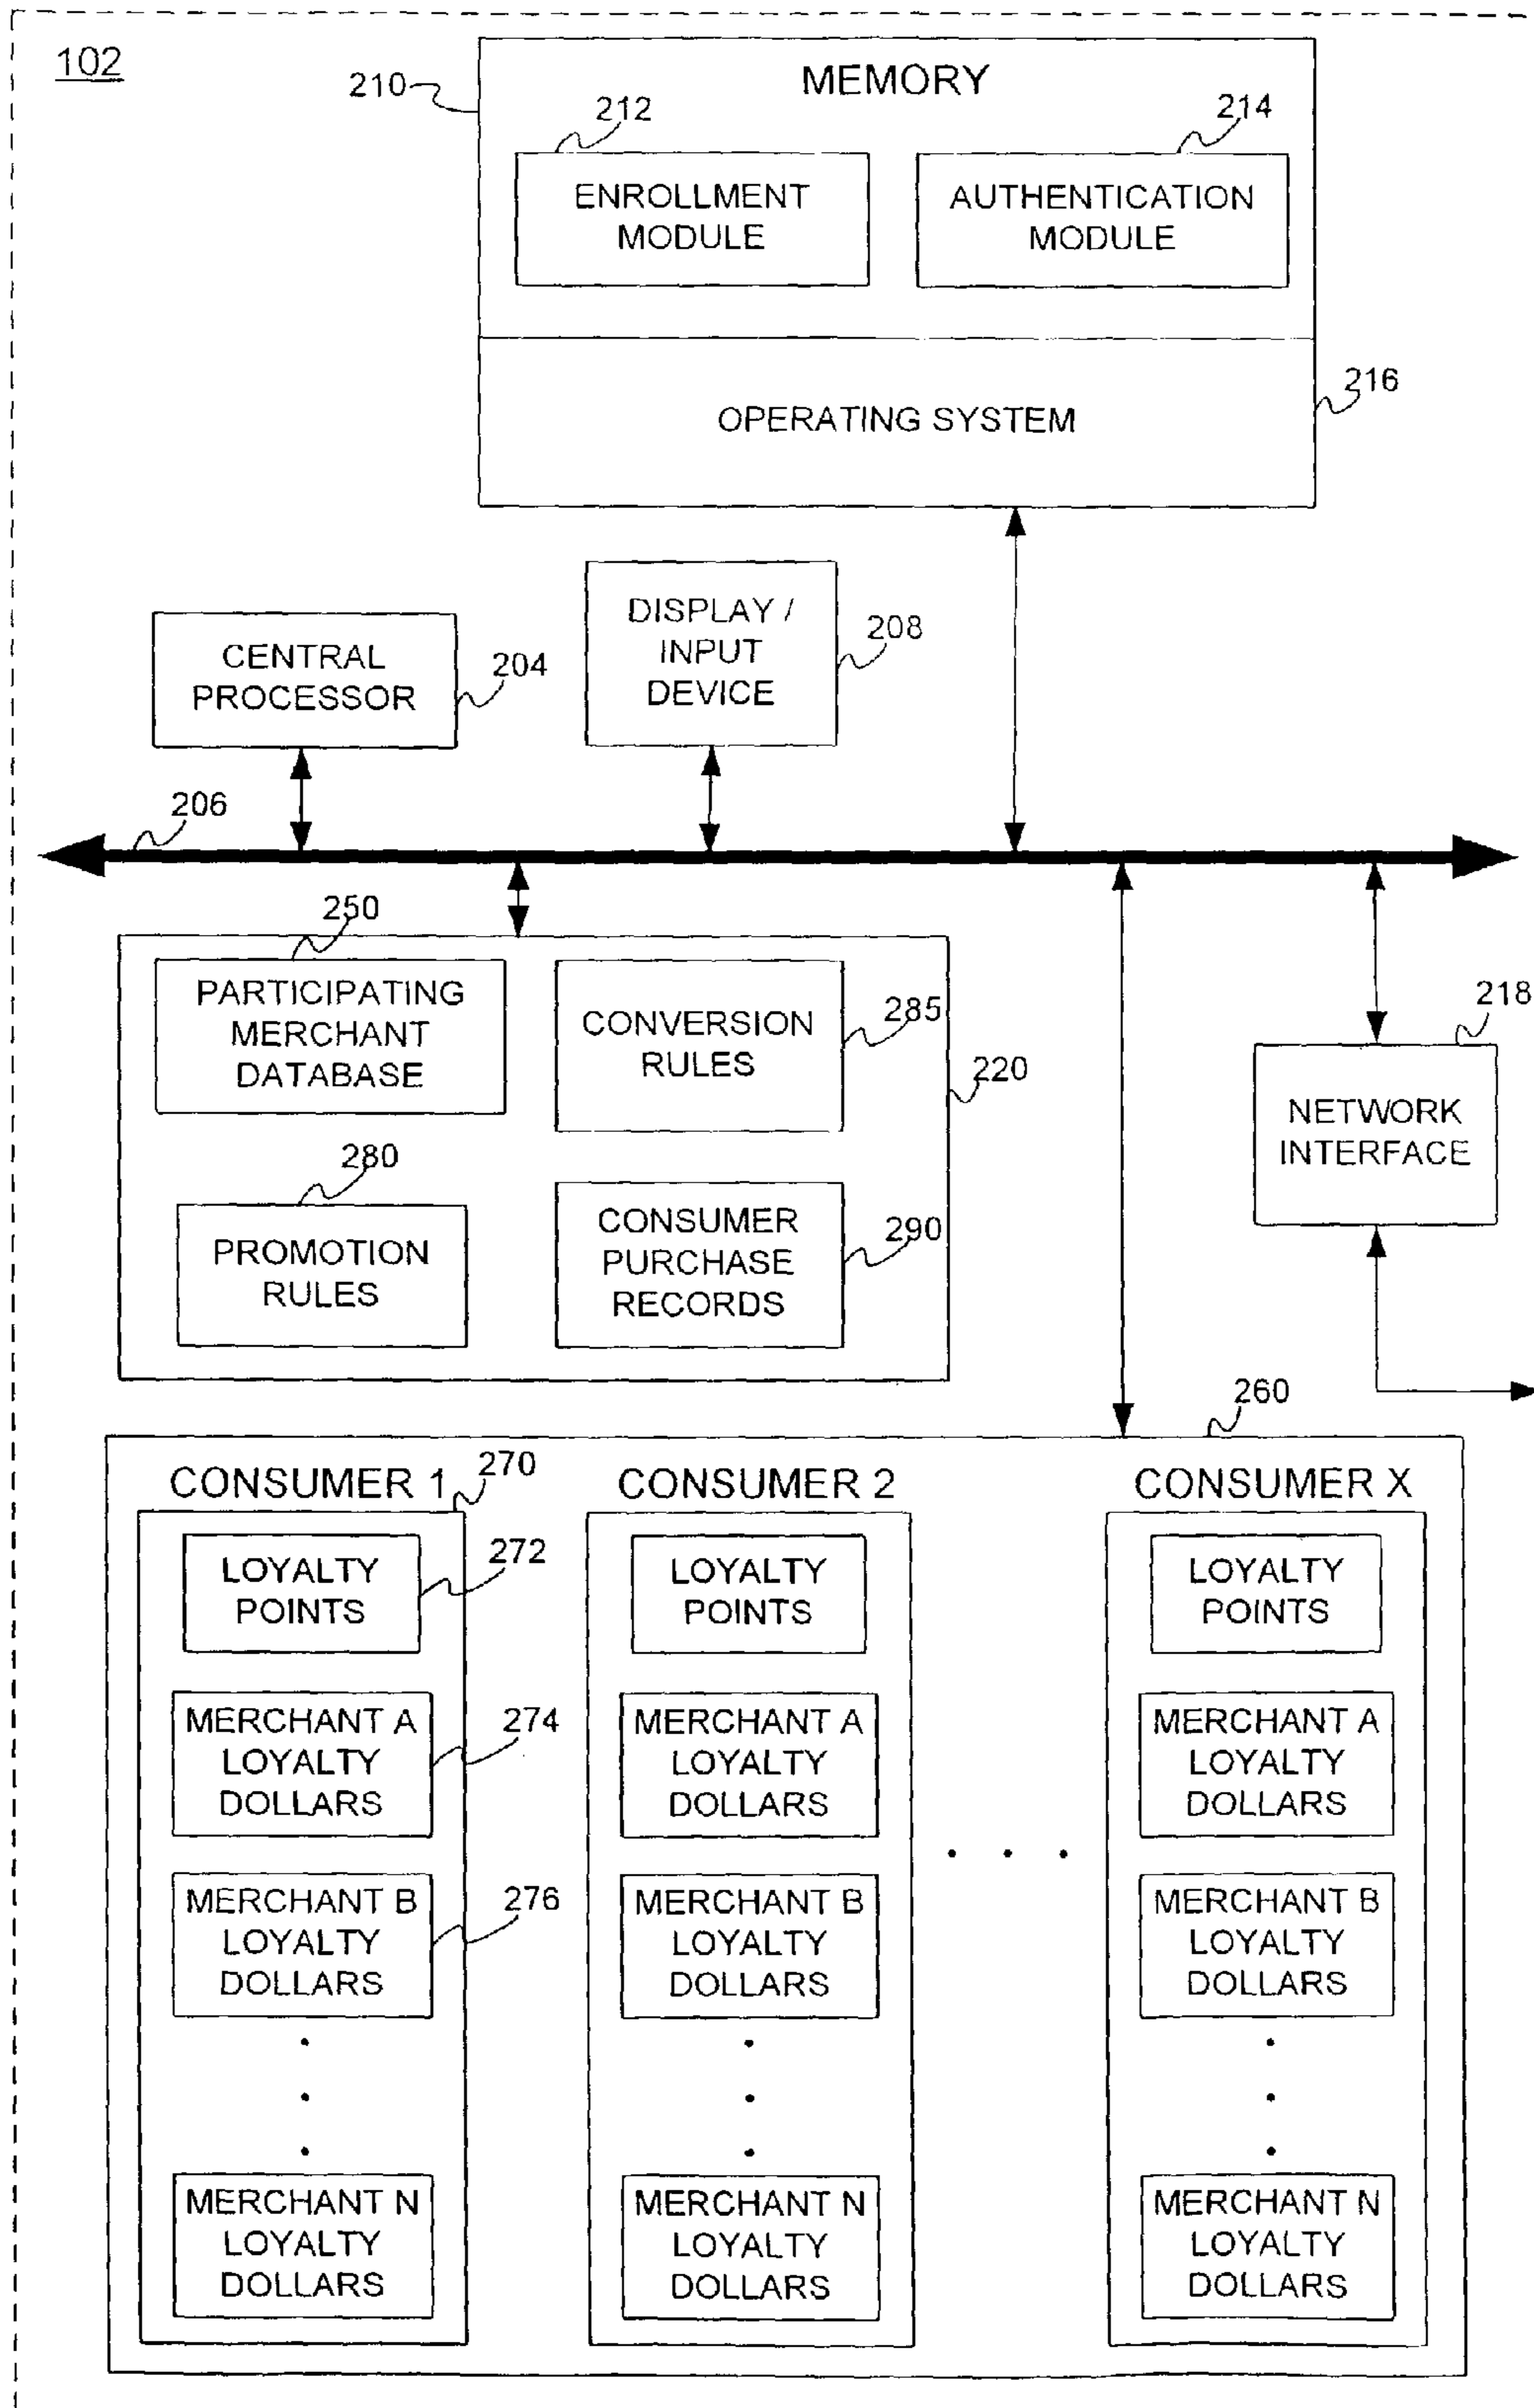 102
210
MEMORY
212
214
ENROLLMENT
MODULE
AUTHENTICATION
MODULE
216
OPERATING SYSTEM
CENTRAL
PROCESSOR
204
DISPLAY /
INPUT
DEVICE
208
206
250
PARTICIPATING
MERCHANT
DATABASE
CONVERSION
RULES
285
220
218
NETWORK
INTERFACE
280
PROMOTION
RULES
CONSUMER
PURCHASE
RECORDS
290
260
CONSUMER 1
270
LOYALTY
POINTS
272
MERCHANT A
LOYALTY
DOLLARS
274
MERCHANT B
LOYALTY
DOLLARS
276
MERCHANT N
LOYALTY
DOLLARS
CONSUMER 2
LOYALTY
POINTS
MERCHANT A
LOYALTY
DOLLARS
MERCHANT B
LOYALTY
DOLLARS
MERCHANT N
LOYALTY
DOLLARS
CONSUMER X
LOYALTY
POINTS
MERCHANT A
LOYALTY
DOLLARS
MERCHANT B
LOYALTY
DOLLARS
MERCHANT N
LOYALTY
DOLLARS